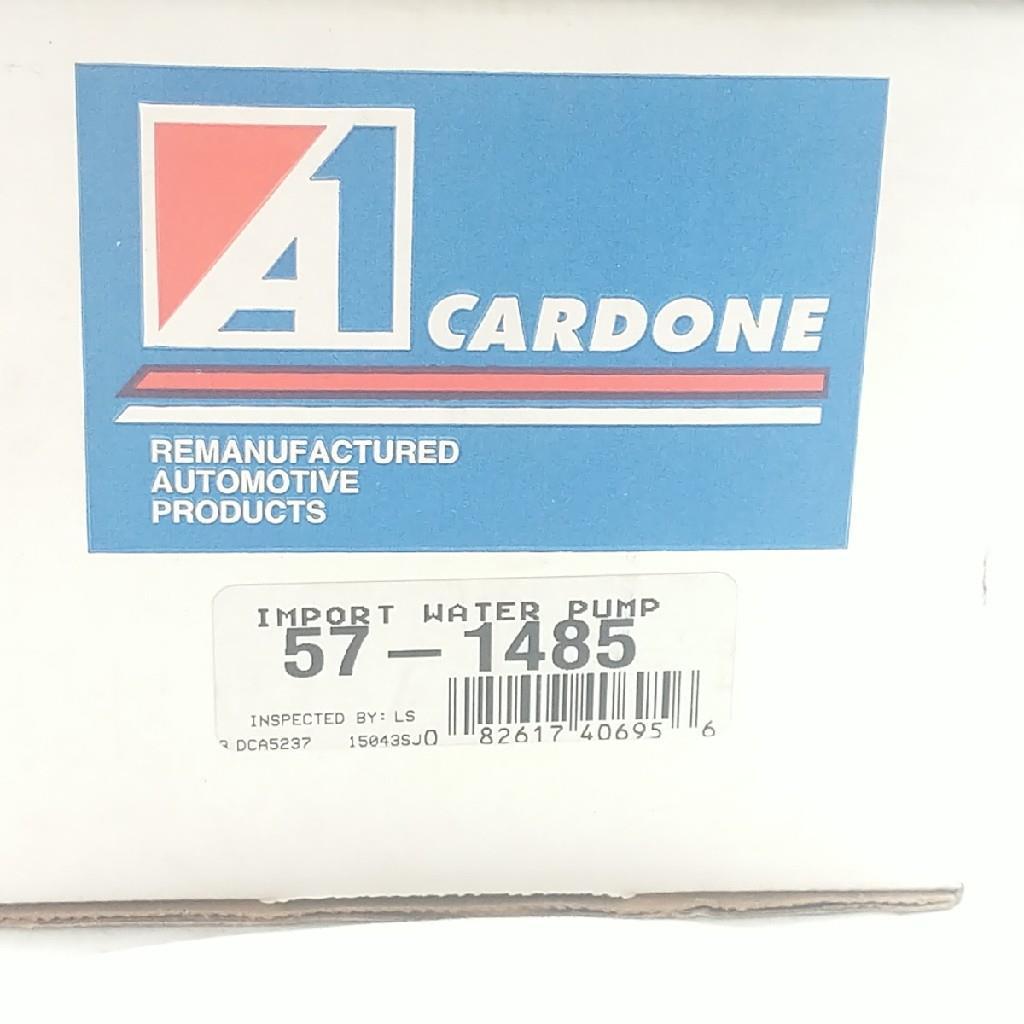 A1
CARDONE
REMANUFACTURED
AUTOMOTIVE
PRODUCTS
IMPORT WATER PUMP
57-1485
INSPECTED BY: LS
3 DCA5237 15043SJ
0 82617 40695 6